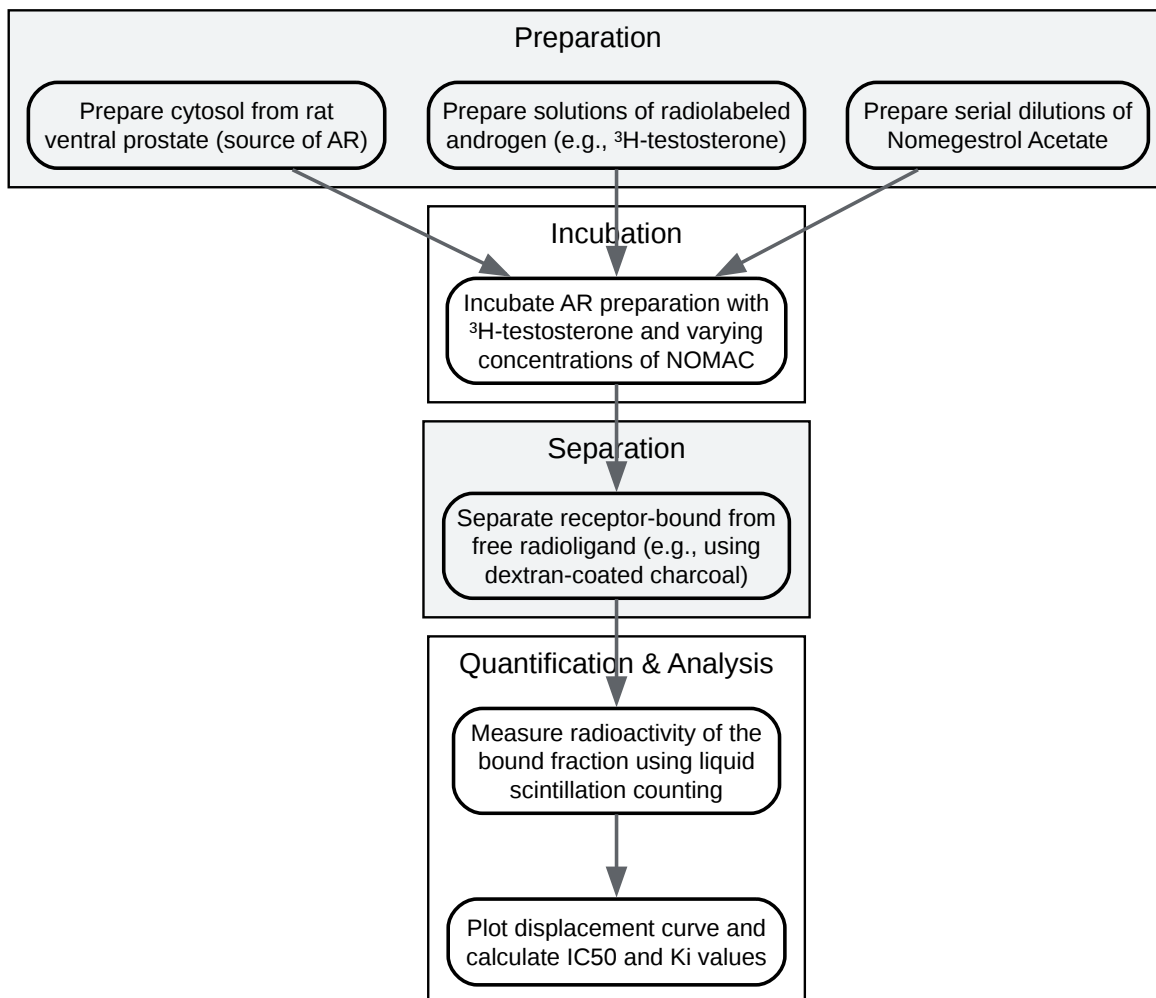 Preparation
Prepare cytosol from rat
ventral prostate (source of AR)
Prepare solutions of radiolabeled
androgen (e.g., ³H-testosterone)
Prepare serial dilutions of
Nomegestrol Acetate
Incubation
Incubate AR preparation with
³H-testosterone and varying
concentrations of NOMAC
Separation
Separate receptor-bound from
free radioligand (e.g., using
dextran-coated charcoal)
Quantification & Analysis
Measure radioactivity of the
bound fraction using liquid
scintillation counting
Plot displacement curve and
calculate IC50 and Ki values